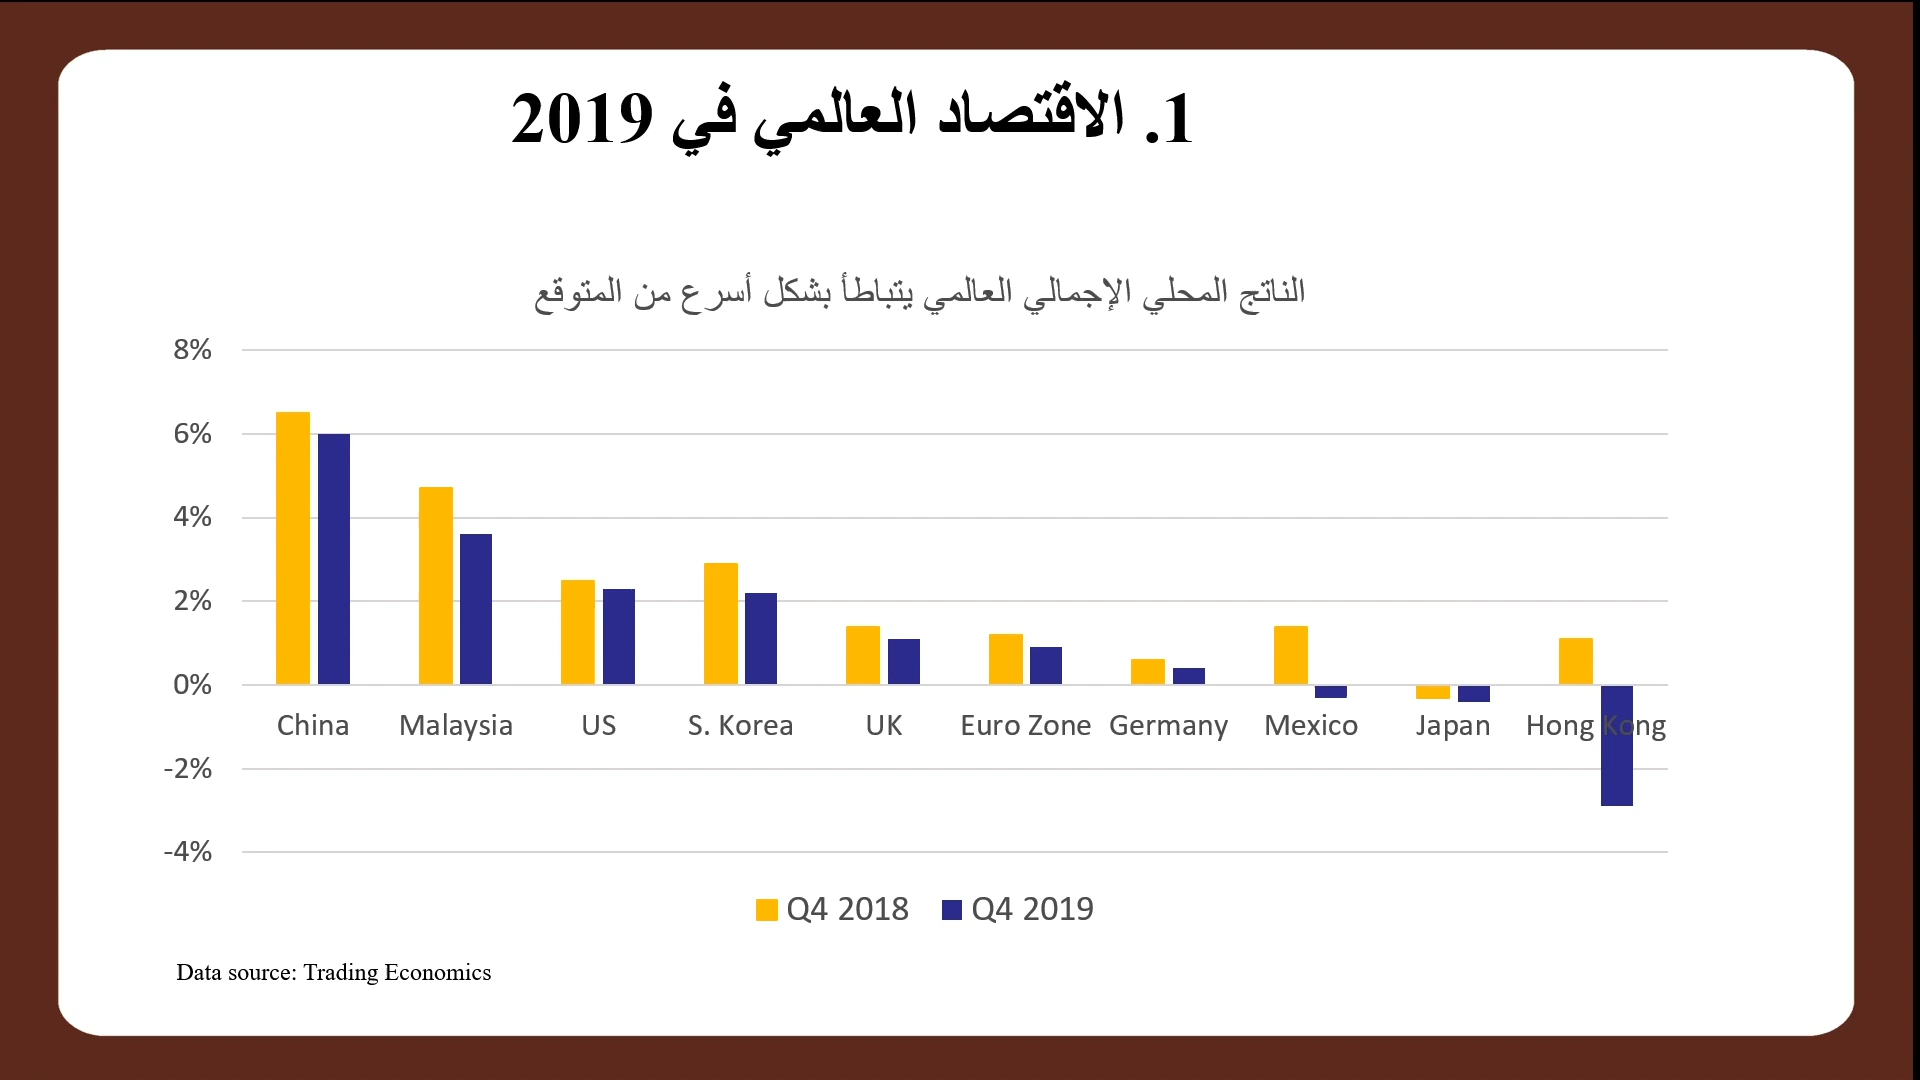 1. الاقتصاد العالمي في 2019
الناتج المحلي الإجمالي العالمي يتباطأ بشكل أسرع من المتوقع
8%
6%
4%
2%
0%
China Malaysia US S. Korea UK Euro Zone Germany Mexico Japan Hong Kong
-2%
-4%
Q4 2018 Q4 2019
Data source: Trading Economics